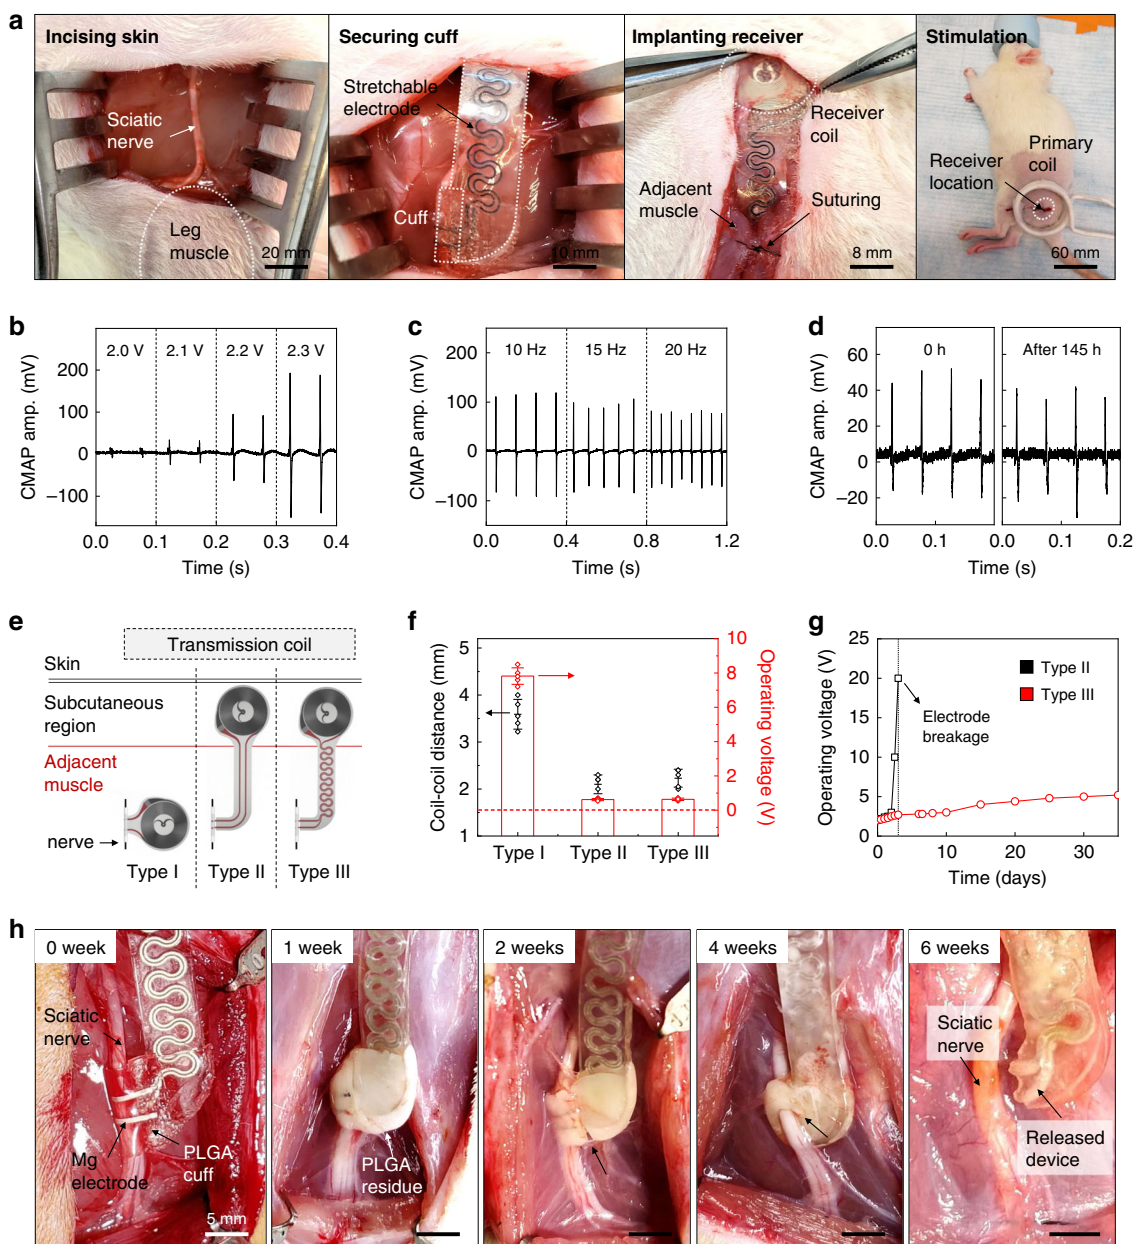 a
Incising skin
Sciatic
nerve
Leg
muscle
20 mm
Securing cuff
Stretchable
electrode
Cuff
10 mm
Implanting receiver
Receiver
coil
Adjacent
muscle
Suturing
8 mm
Stimulation
Primary
coil
Receiver
location
60 mm
b
CMAP amp. (mV)
200
100
0
−100
2.0 V
2.1 V
2.2 V
2.3 V
0.0
0.1
0.2
0.3
0.4
Time (s)
c
CMAP amp. (mV)
200
100
0
−100
10 Hz
15 Hz
20 Hz
0.0
0.4
0.8
1.2
Time (s)
d
CMAP amp. (mV)
60
40
20
0
−20
0 h
After 145 h
0.0
0.1
0.0
0.1
0.2
Time (s)
e
Transmission coil
Skin
Subcutaneous
region
Adjacent
muscle
nerve
Type I
Type II
Type III
f
Coil-coil distance (mm)
5
4
3
2
1
10
8
6
4
2
0
Operating voltage (V)
Type I
Type II
Type III
g
Operating voltage (V)
25
20
15
10
5
0
Type II
Type III
Electrode
breakage
0
10
20
30
Time (days)
h
0 week
Sciatic
nerve
Mg
electrode
PLGA
cuff
5 mm
1 week
PLGA
residue
2 weeks
4 weeks
6 weeks
Sciatic
nerve
Released
device